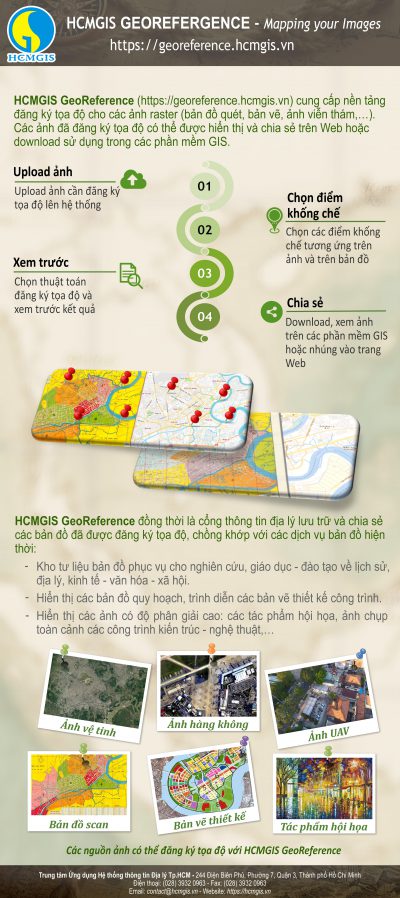 HCMGIS
HCMGIS GEOREFERGENCE - Mapping your Images
https://georeference.hcmgis.vn
HCMGIS GeoReference (https://georeference.hcmgis.vn) cung cấp nền tảng
đăng ký tọa độ cho các ảnh raster (bản đồ quét, bản vẽ, ảnh viễn thám,…).
Các ảnh đã đăng ký tọa độ có thể được hiển thị và chia sẻ trên Web hoặc
download sử dụng trong các phần mềm GIS.
Upload ảnh
Upload ảnh cần đăng ký
tọa độ lên hệ thống
01
02
Chọn điểm
khống chế
Chọn các điểm khống
chế tương ứng trên
ảnh và trên bản đồ
Xem trước
Chọn thuật toán
đăng ký tọa độ và
xem trước kết quả
03
04
Chia sẻ
Download, xem ảnh
trên các phần mềm GIS
hoặc nhúng vào trang
Web
HCMGIS GeoReference đồng thời là cổng thông tin địa lý lưu trữ và chia sẻ
các bản đồ đã được đăng ký tọa độ, chồng khớp với các dịch vụ bản đồ hiện
thời:
- Kho tư liệu bản đồ phục vụ cho nghiên cứu, giáo dục - đào tạo về lịch sử,
địa lý, kinh tế - văn hóa - xã hội.
- Hiển thị các bản đồ quy hoạch, trình diễn các bản vẽ thiết kế công trình.
- Hiển thị các ảnh có độ phân giải cao: các tác phẩm hội họa, ảnh chụp
toàn cảnh các công trình kiến trúc - nghệ thuật,…
Ảnh vệ tinh
Ảnh hàng không
Ảnh UAV
Bản đồ scan
Bản vẽ thiết kế
Tác phẩm hội họa
Các nguồn ảnh có thể đăng ký tọa độ với HCMGIS GeoReference
Trung tâm Ứng dụng Hệ thống thông tin Địa lý Tp.HCM - 244 Điện Biên Phủ, Phường 7, Quận 3, Thành phố Hồ Chí Minh
Điện thoại: (028) 3932 0963 - Fax: (028) 3932 0963
Email: contact@hcmgis.vn - Website: https://hcmgis.vn